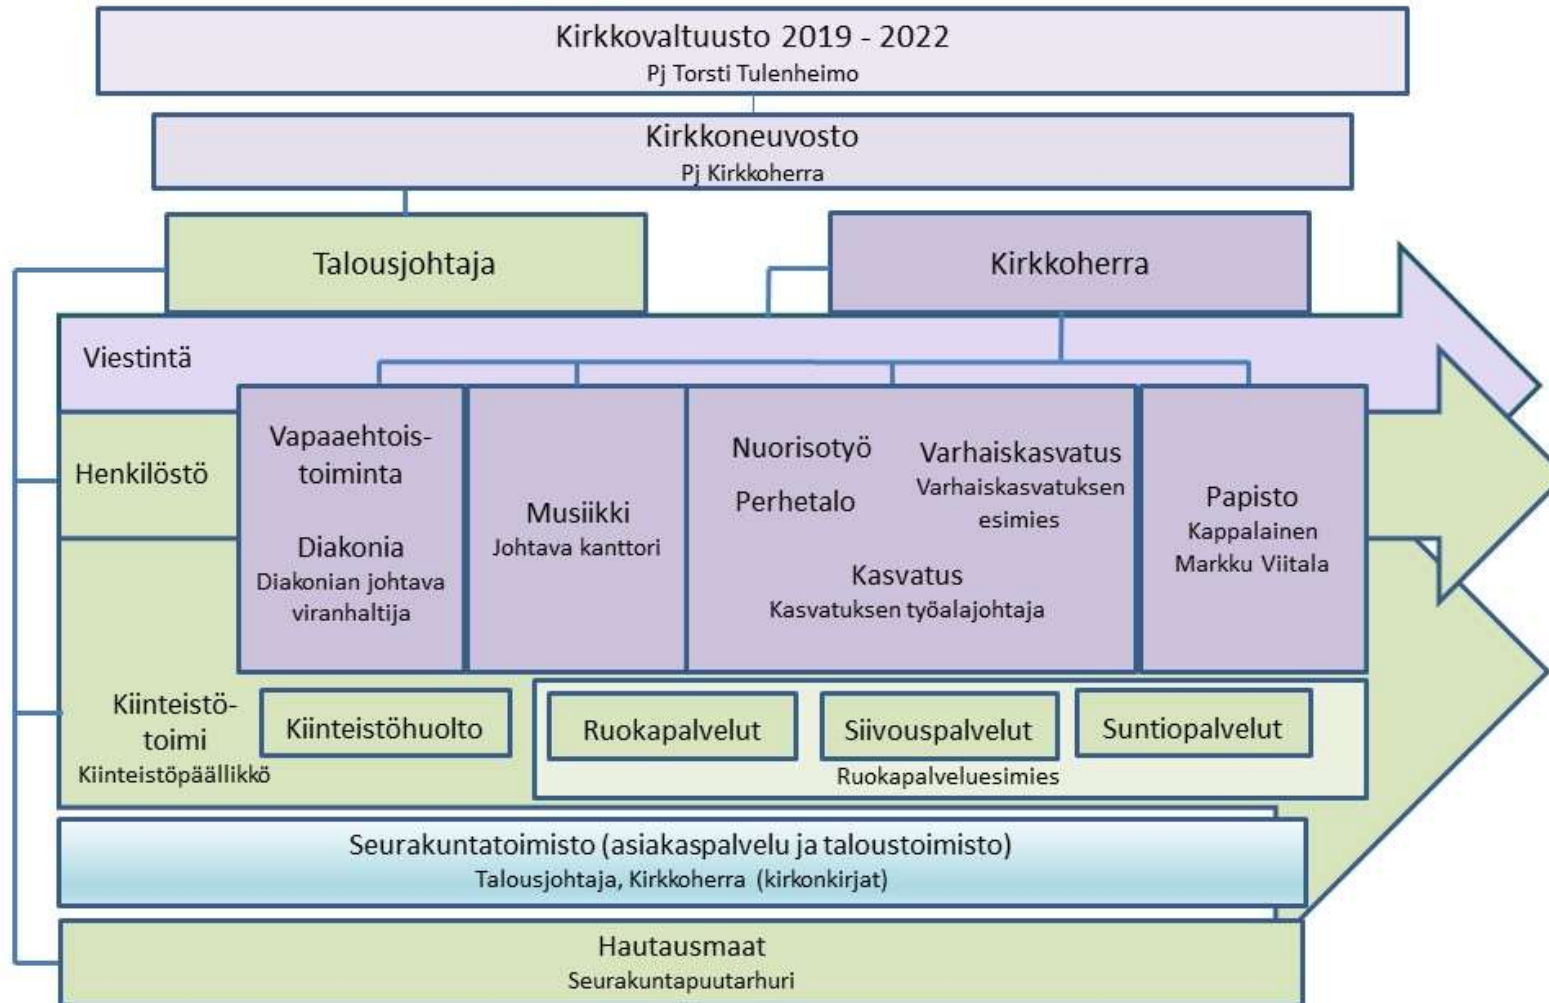 Kirkkovaltuusto 2019 - 2022
Pj Torsti Tulenheimo
Kirkkoneuvosto
Pj Kirkkoherra
Talousjohtaja
Kirkkoherra
Viestintä
Henkilöstö
Vapaaehtois-
toiminta
Diakonia
Diakonian johtava
viranhaltija
Musiikki
Johtava kanttori
Nuorisotyö
Perhetalo
Varhaiskasvatus
Varhaiskasvatuksen
esimies
Kasvatus
Kasvatuksen työalajohtaja
Papisto
Kappalainen
Markku Viitala
Kiinteistö-
toimi
Kiinteistöpäällikkö
Kiinteistöhuolto
Ruokapalvelut
Siivouspalvelut
Suntiopalvelut
Ruokapalveluesimies
Seurakuntatoimisto (asiakaspalvelu ja taloustoimisto)
Talousjohtaja, Kirkkoherra (kirkonkirjat)
Hautausmaat
Seurakuntapuutarhuri